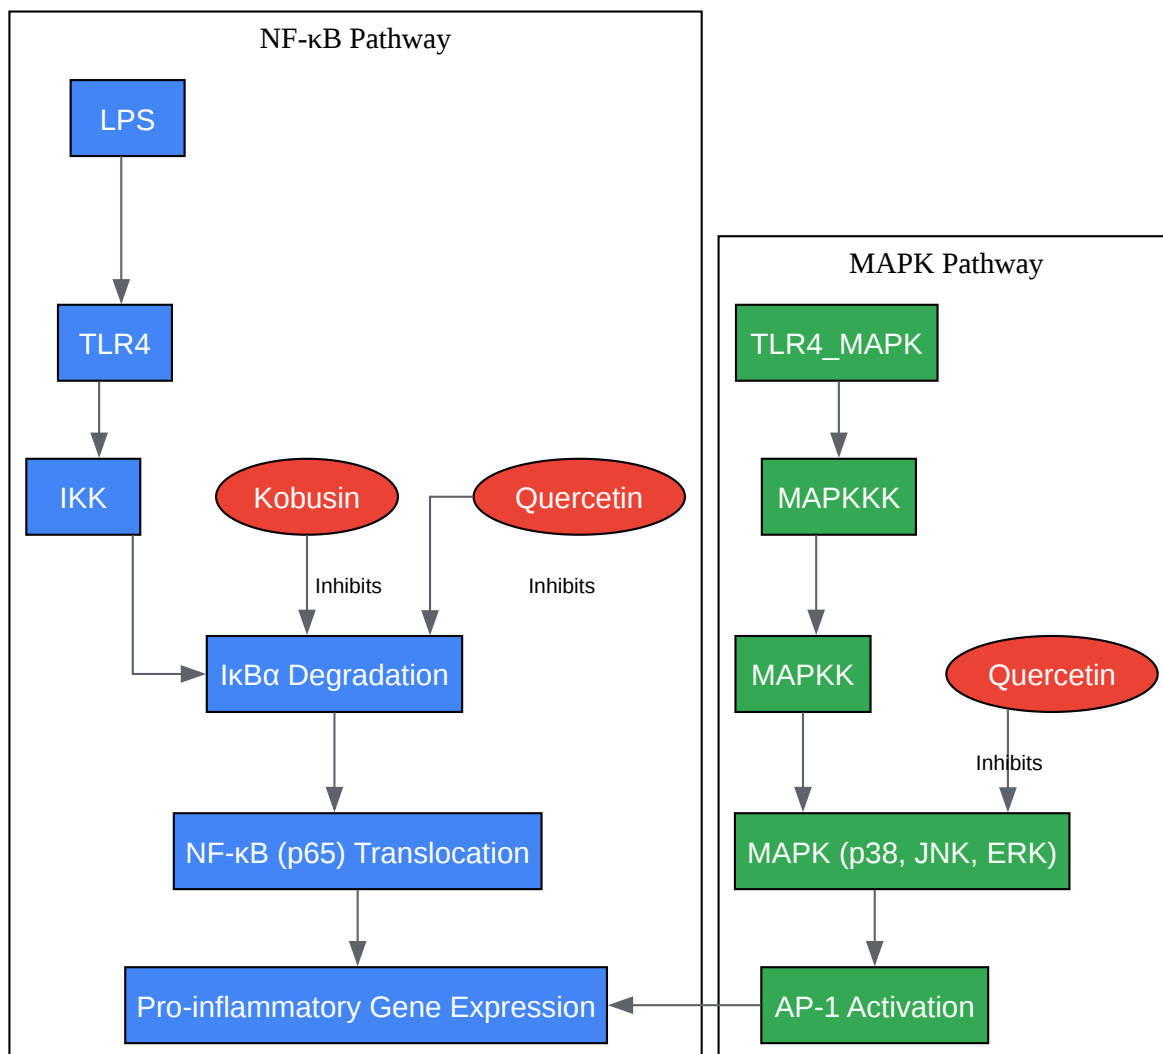 NF-κB Pathway
LPS
TLR4
IKK
Kobusin
Quercetin
Inhibits
Inhibits
IκBα Degradation
NF-κB (p65) Translocation
Pro-inflammatory Gene Expression
MAPK Pathway
TLR4_MAPK
MAPKKK
MAPKK
Quercetin
Inhibits
MAPK (p38, JNK, ERK)
AP-1 Activation